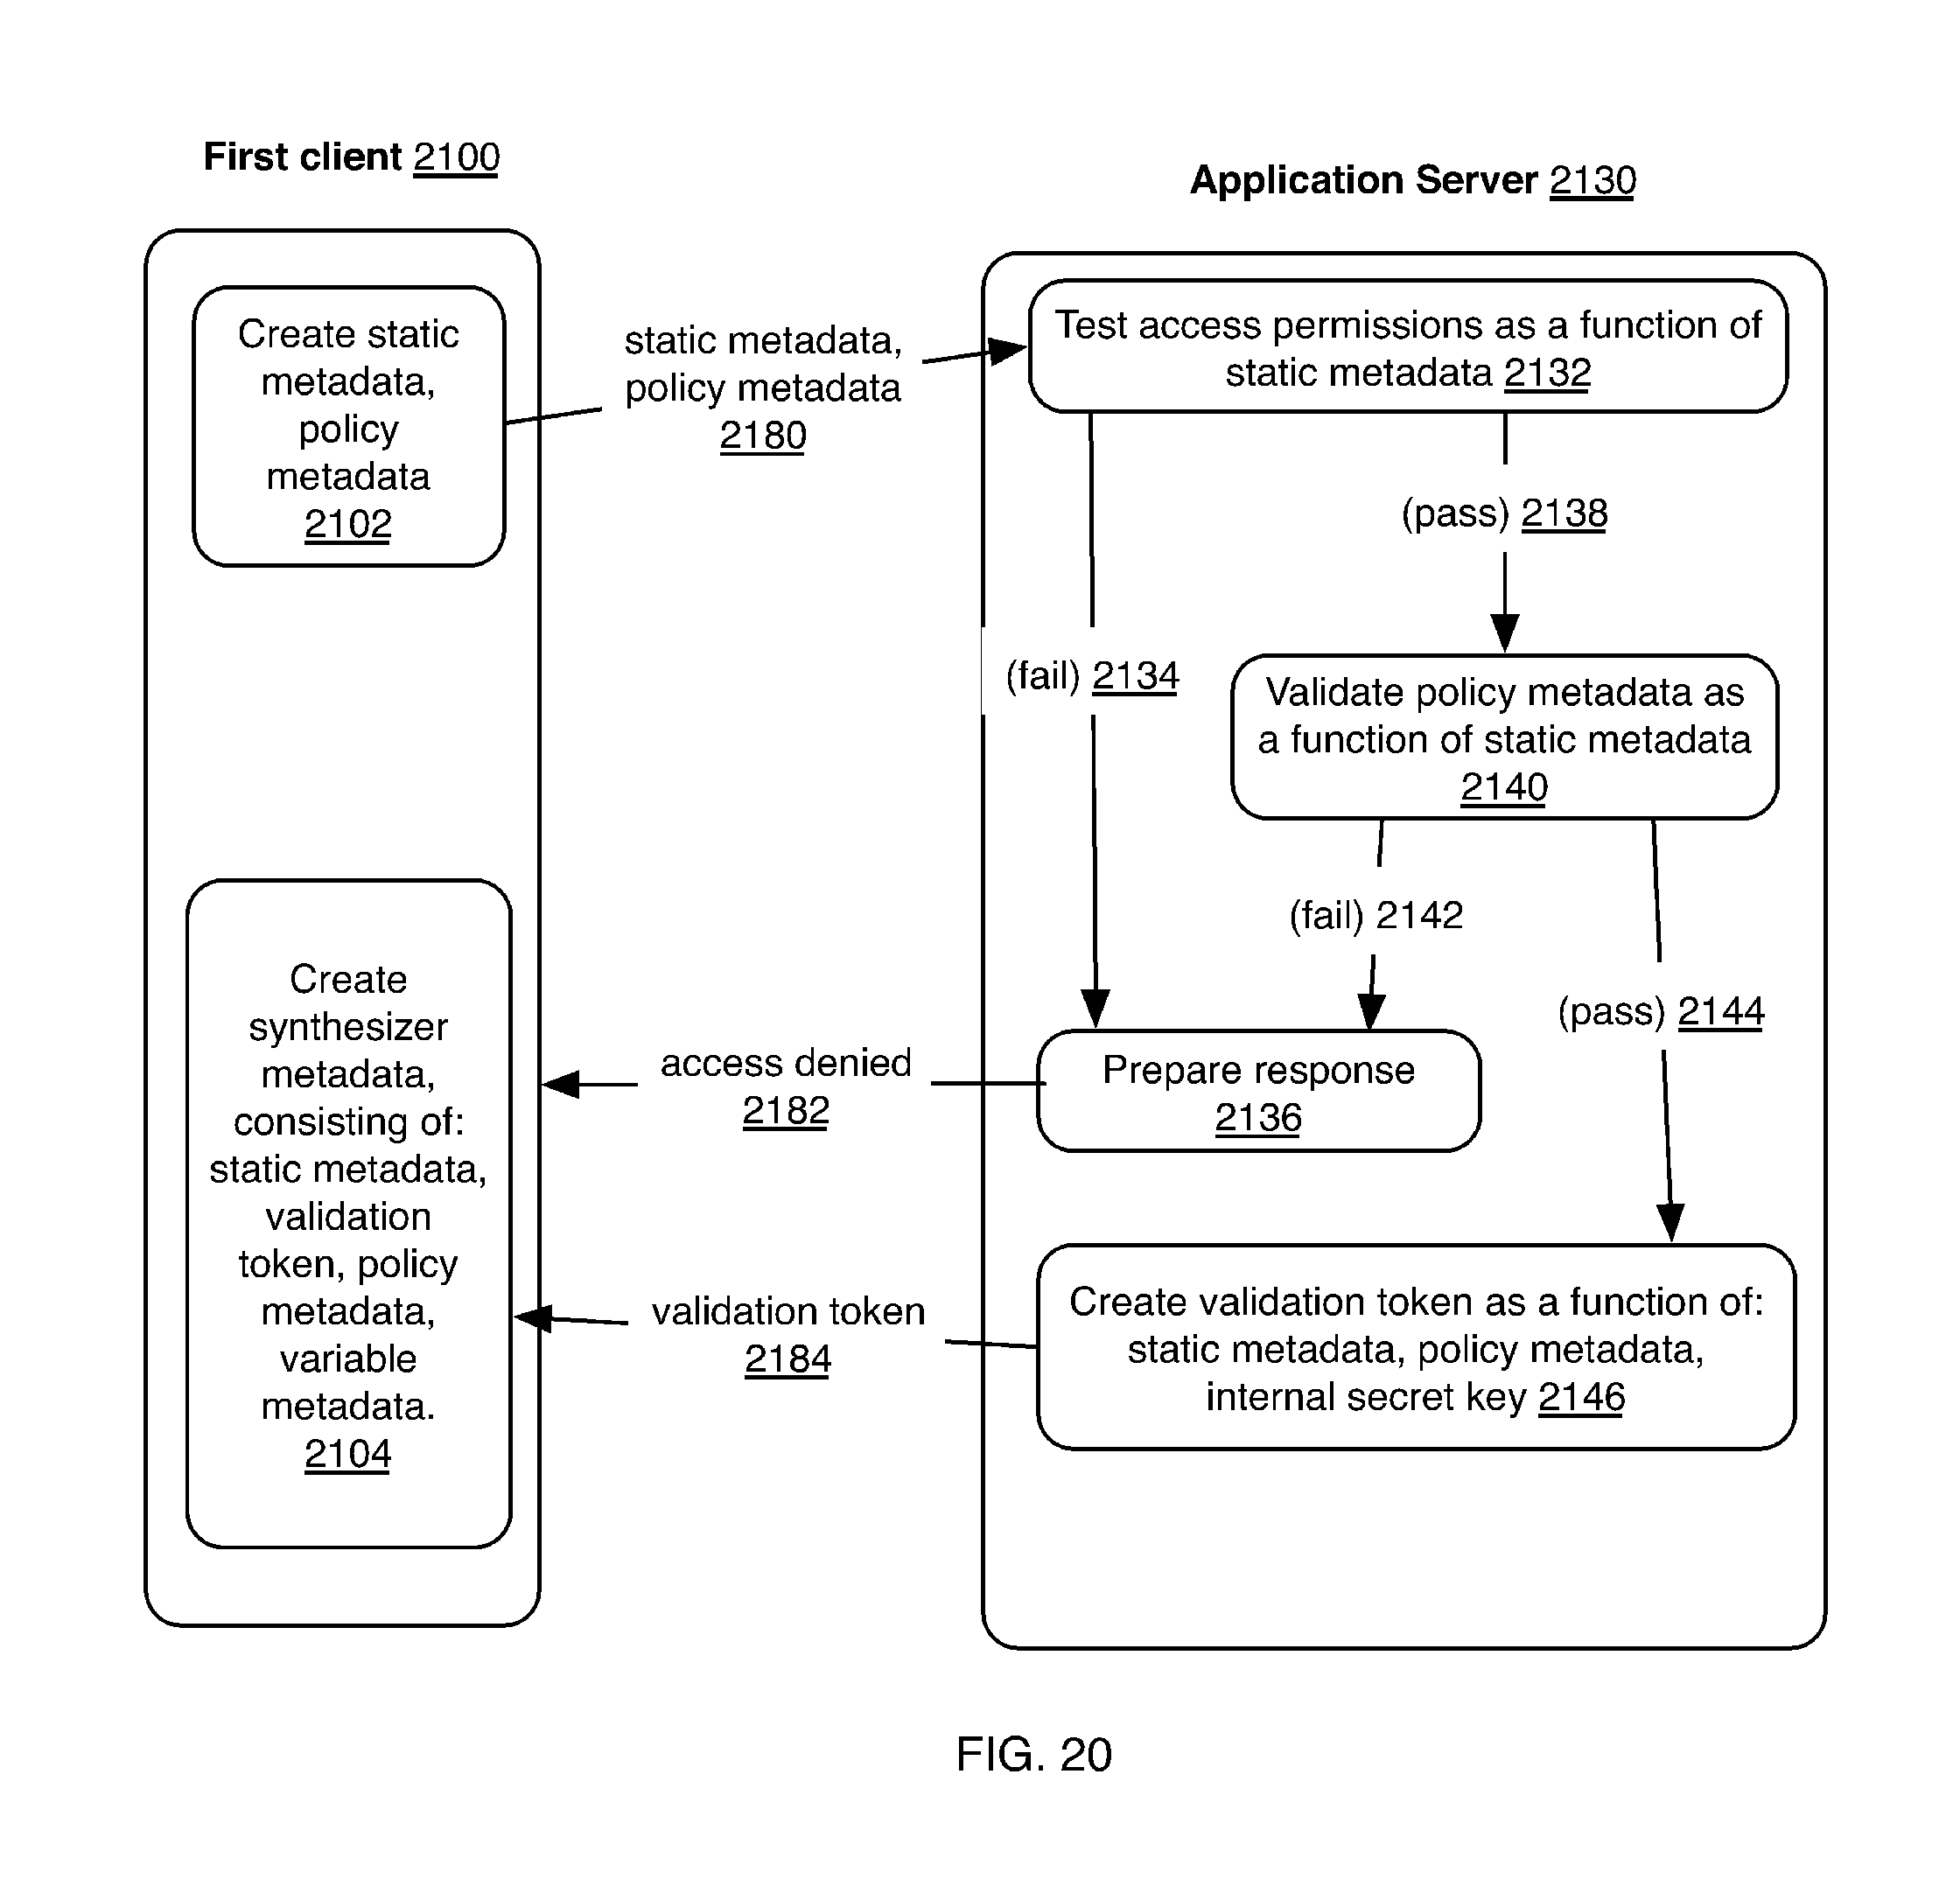 First client 2100
Application Server 2130
Create static
metadata,
policy
metadata
2102
static metadata,
policy metadata
2180
Test access permissions as a function of
static metadata 2132
(pass) 2138
(fail) 2134
Validate policy metadata as
a function of static metadata
2140
(fail) 2142
(pass) 2144
Create
synthesizer
metadata,
consisting of:
static metadata,
validation
token, policy
metadata,
variable
metadata.
2104
access denied
2182
Prepare response
2136
validation token
2184
Create validation token as a function of:
static metadata, policy metadata,
internal secret key 2146
FIG. 20